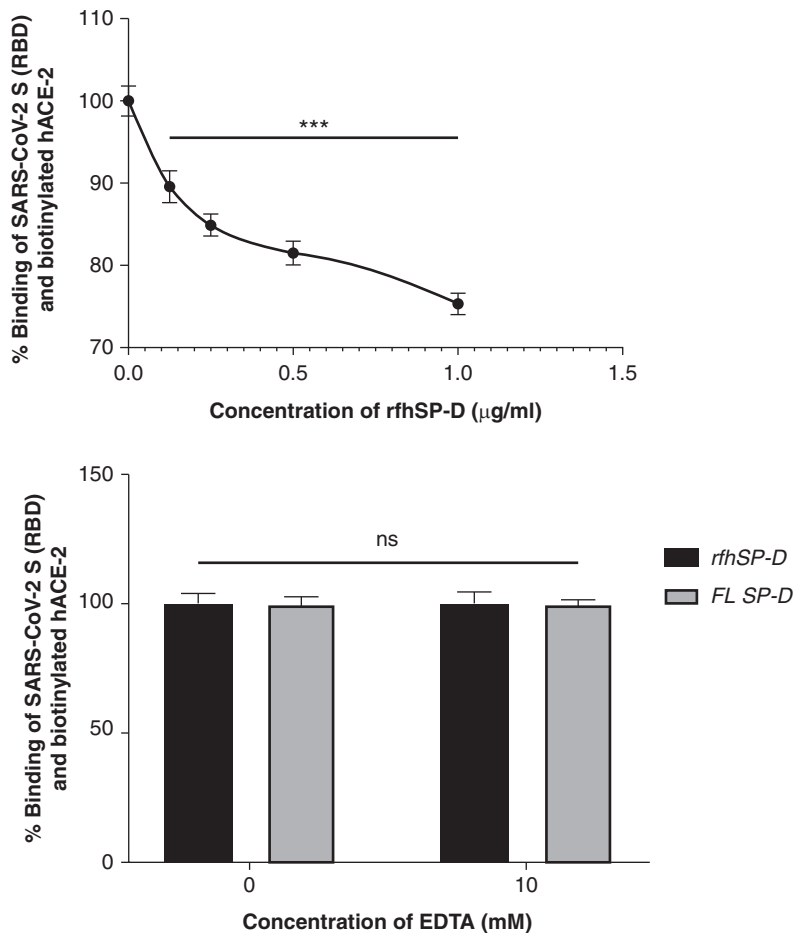 % Binding of SARS-CoV-2 S (RBD)
and biotinylated hACE-2
110
100
90
80
70
***
0.0
0.5
1.0
1.5
Concentration of rfhSP-D (μg/ml)
% Binding of SARS-CoV-2 S (RBD)
and biotinylated hACE-2
150
100
50
0
ns
rfhSP-D
FL SP-D
0
10
Concentration of EDTA (mM)